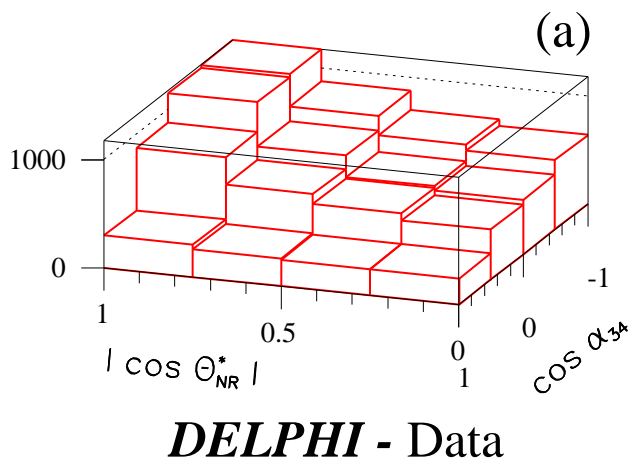 (a)
1000
0
1
0.5
0
1
0
-1
| cos Θ*NR |
cos α34
DELPHI - Data